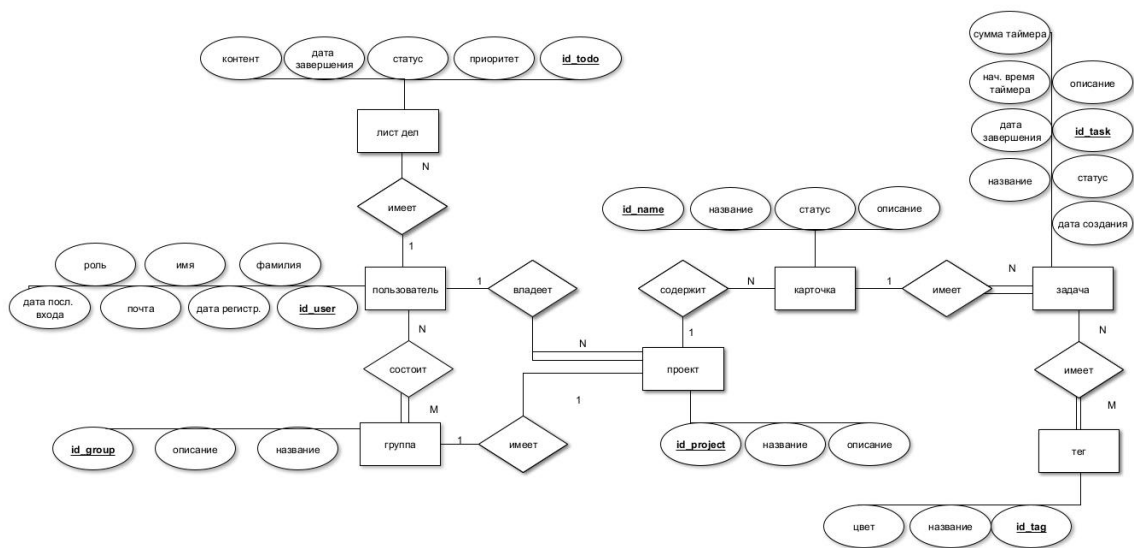 сумма таймера
контент
дата
завершения
статус
приоритет
id_todo
нач. время
таймера
описание
лист дел
дата
завершения
id_task
N
название
статус
имеет
id_name
название
статус
описание
дата создания
1
роль
имя
фамилия
пользователь
1
владеет
содержит
N
карточка
1
имеет
N
задача
дата посл.
входа
почта
дата регистр.
id_user
N
1
N
N
состоит
проект
имеет
M
1
M
id_group
описание
название
группа
1
имеет
id_project
название
описание
тег
цвет
название
id_tag